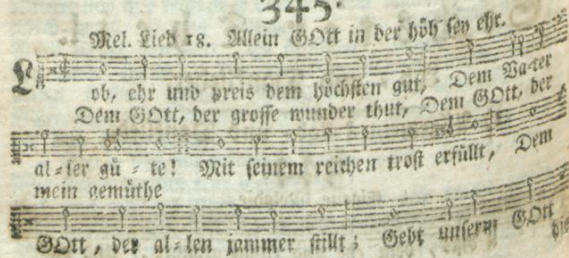 345.
Mel. Lied 18. Allein GOtt in der höh sey ehr.
Lob, ehr und preis dem höchsten gut, Dem Va-ter
Dem GOtt, der grosse wunder thut, Dem GOtt, der
al-ler gü-te! Mit seinem reichen trost erfüllt, Dem
mein gemüthe
GOtt, der al-len jammer stillt; Gebt unserm GOtt
die